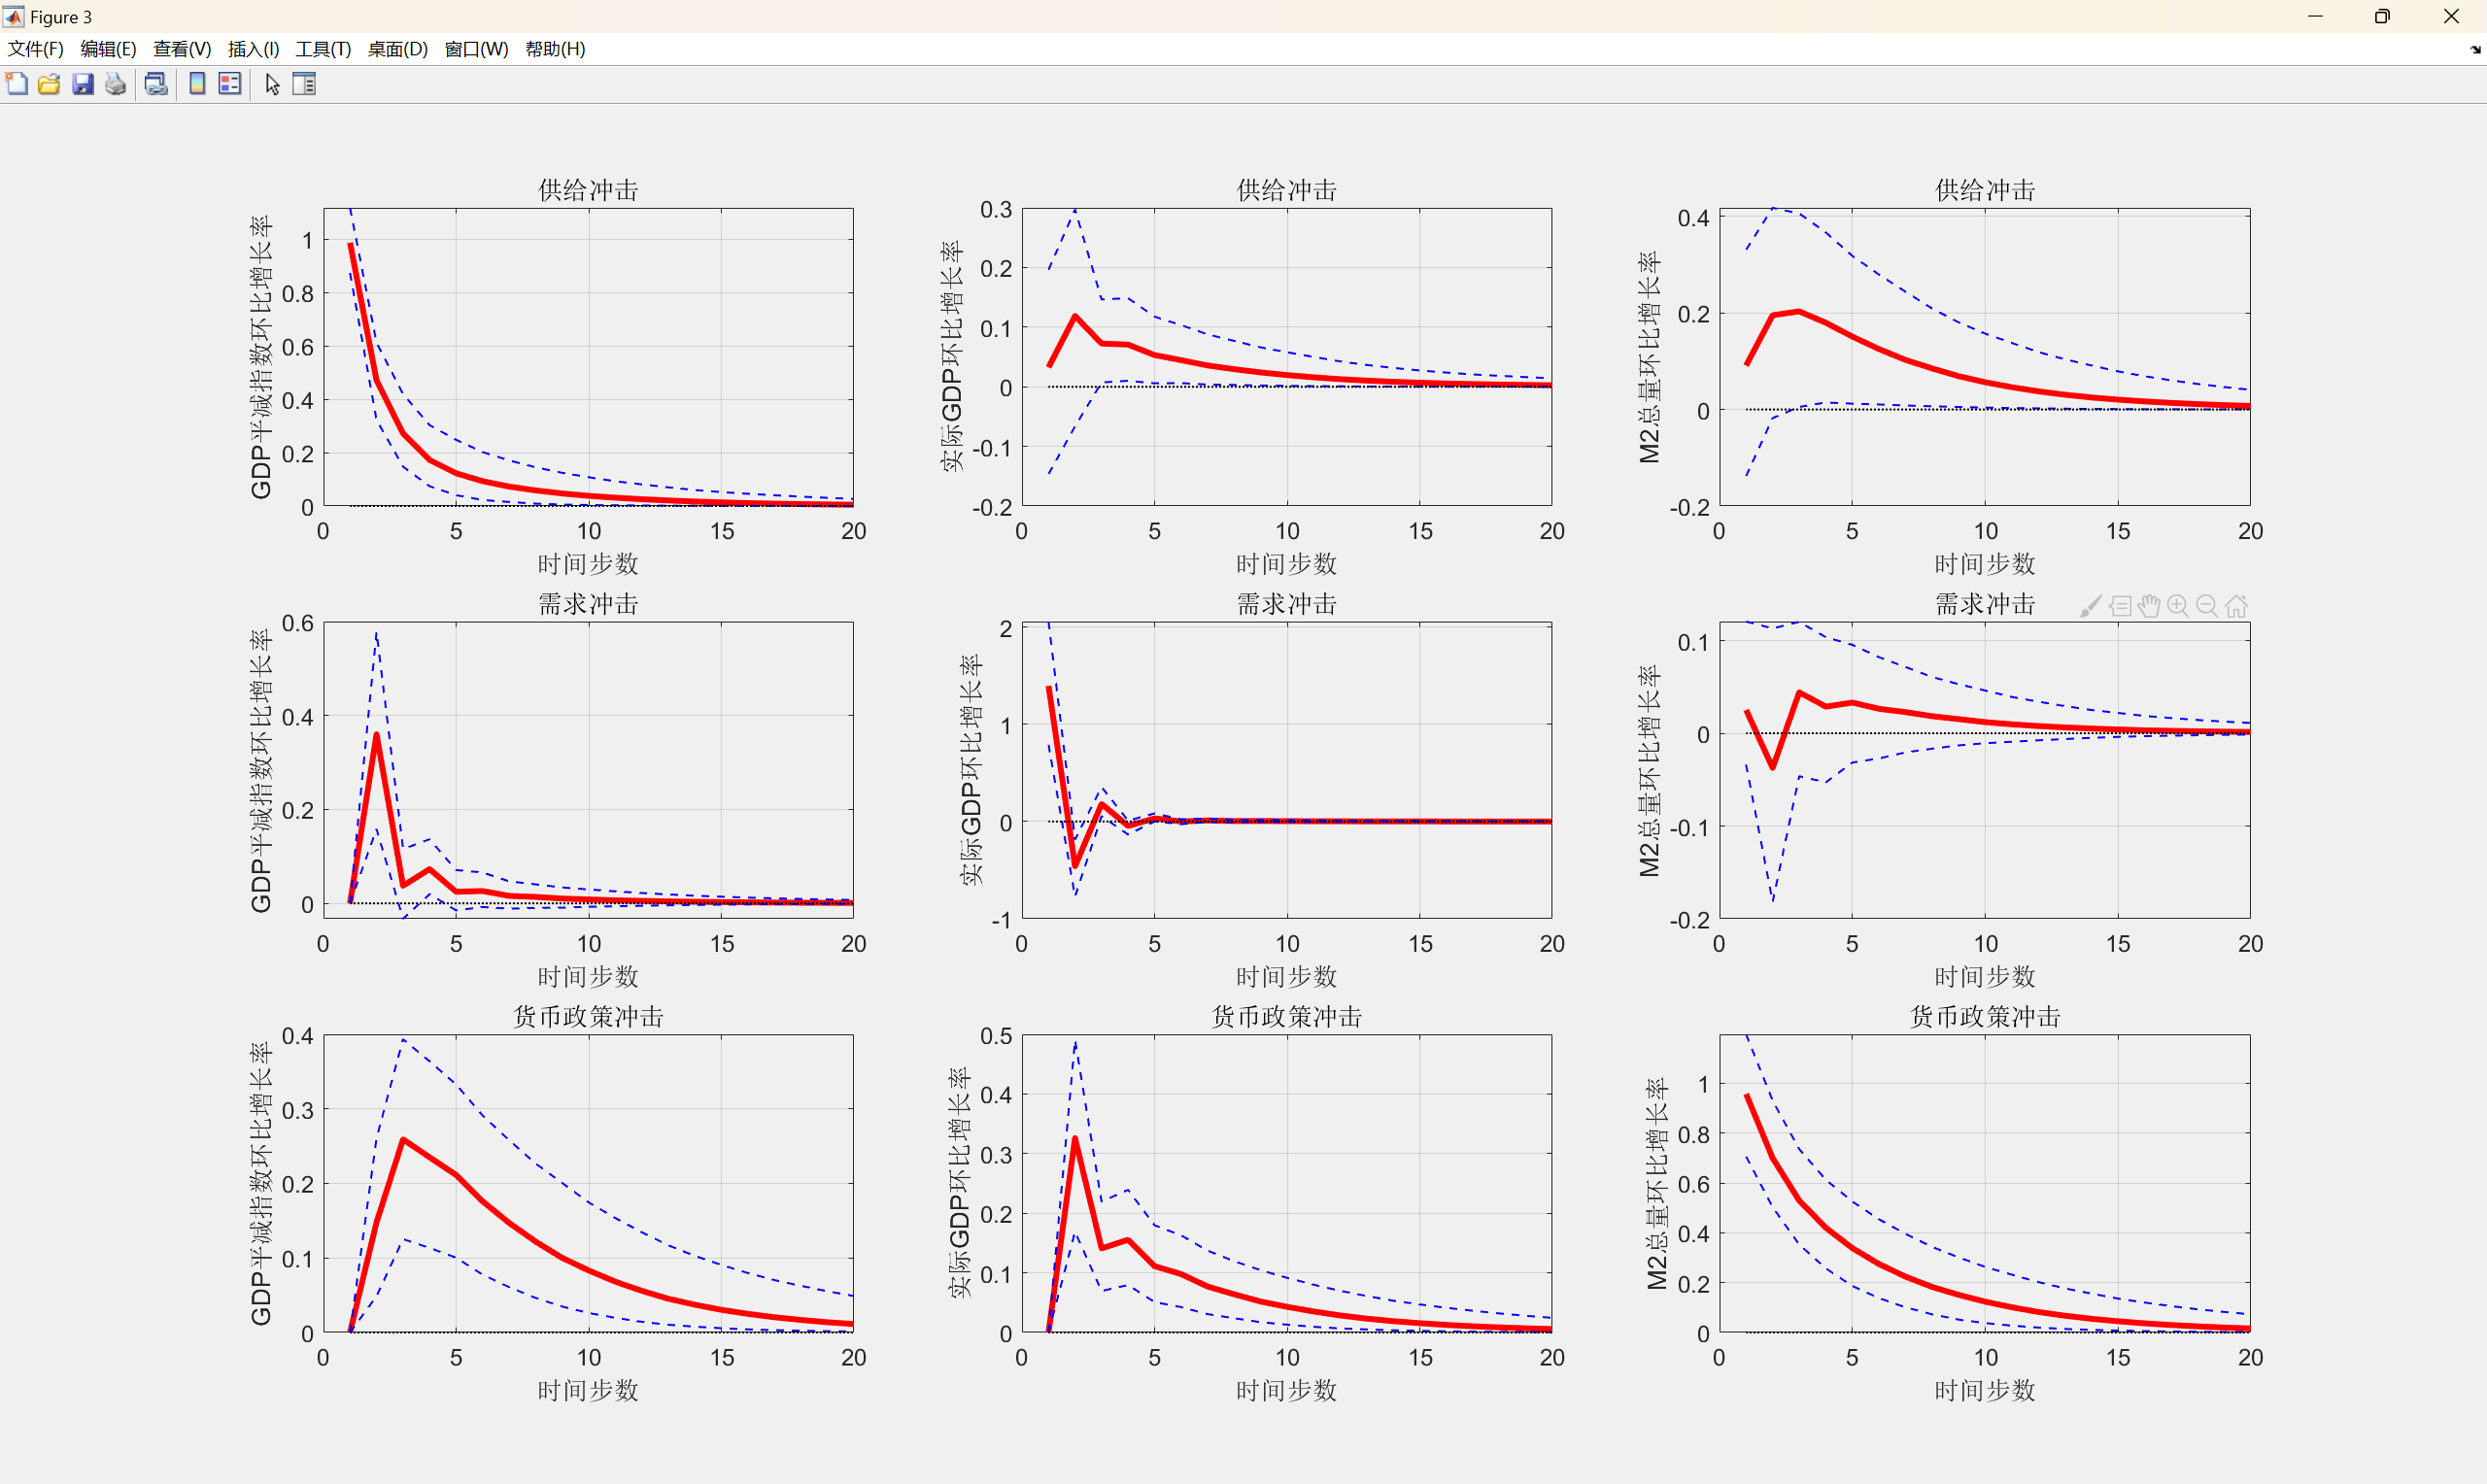 Figure 3
文件(F) 编辑(E) 查看(V) 插入(I) 工具(T) 桌面(D) 窗口(W) 帮助(H)
供给冲击
GDP平减指数环比增长率
1
0.8
0.6
0.4
0.2
0
0 5 10 15 20
时间步数
供给冲击
实际GDP环比增长率
0.3
0.2
0.1
0
-0.1
-0.2
0 5 10 15 20
时间步数
供给冲击
M2总量环比增长率
0.4
0.2
0
-0.2
0 5 10 15 20
时间步数
需求冲击
GDP平减指数环比增长率
0.6
0.4
0.2
0
0 5 10 15 20
时间步数
需求冲击
实际GDP环比增长率
2
1
0
-1
0 5 10 15 20
时间步数
需求冲击
M2总量环比增长率
0.1
0
-0.1
-0.2
0 5 10 15 20
时间步数
货币政策冲击
GDP平减指数环比增长率
0.4
0.3
0.2
0.1
0
0 5 10 15 20
时间步数
货币政策冲击
实际GDP环比增长率
0.5
0.4
0.3
0.2
0.1
0
0 5 10 15 20
时间步数
货币政策冲击
M2总量环比增长率
1
0.8
0.6
0.4
0.2
0
0 5 10 15 20
时间步数